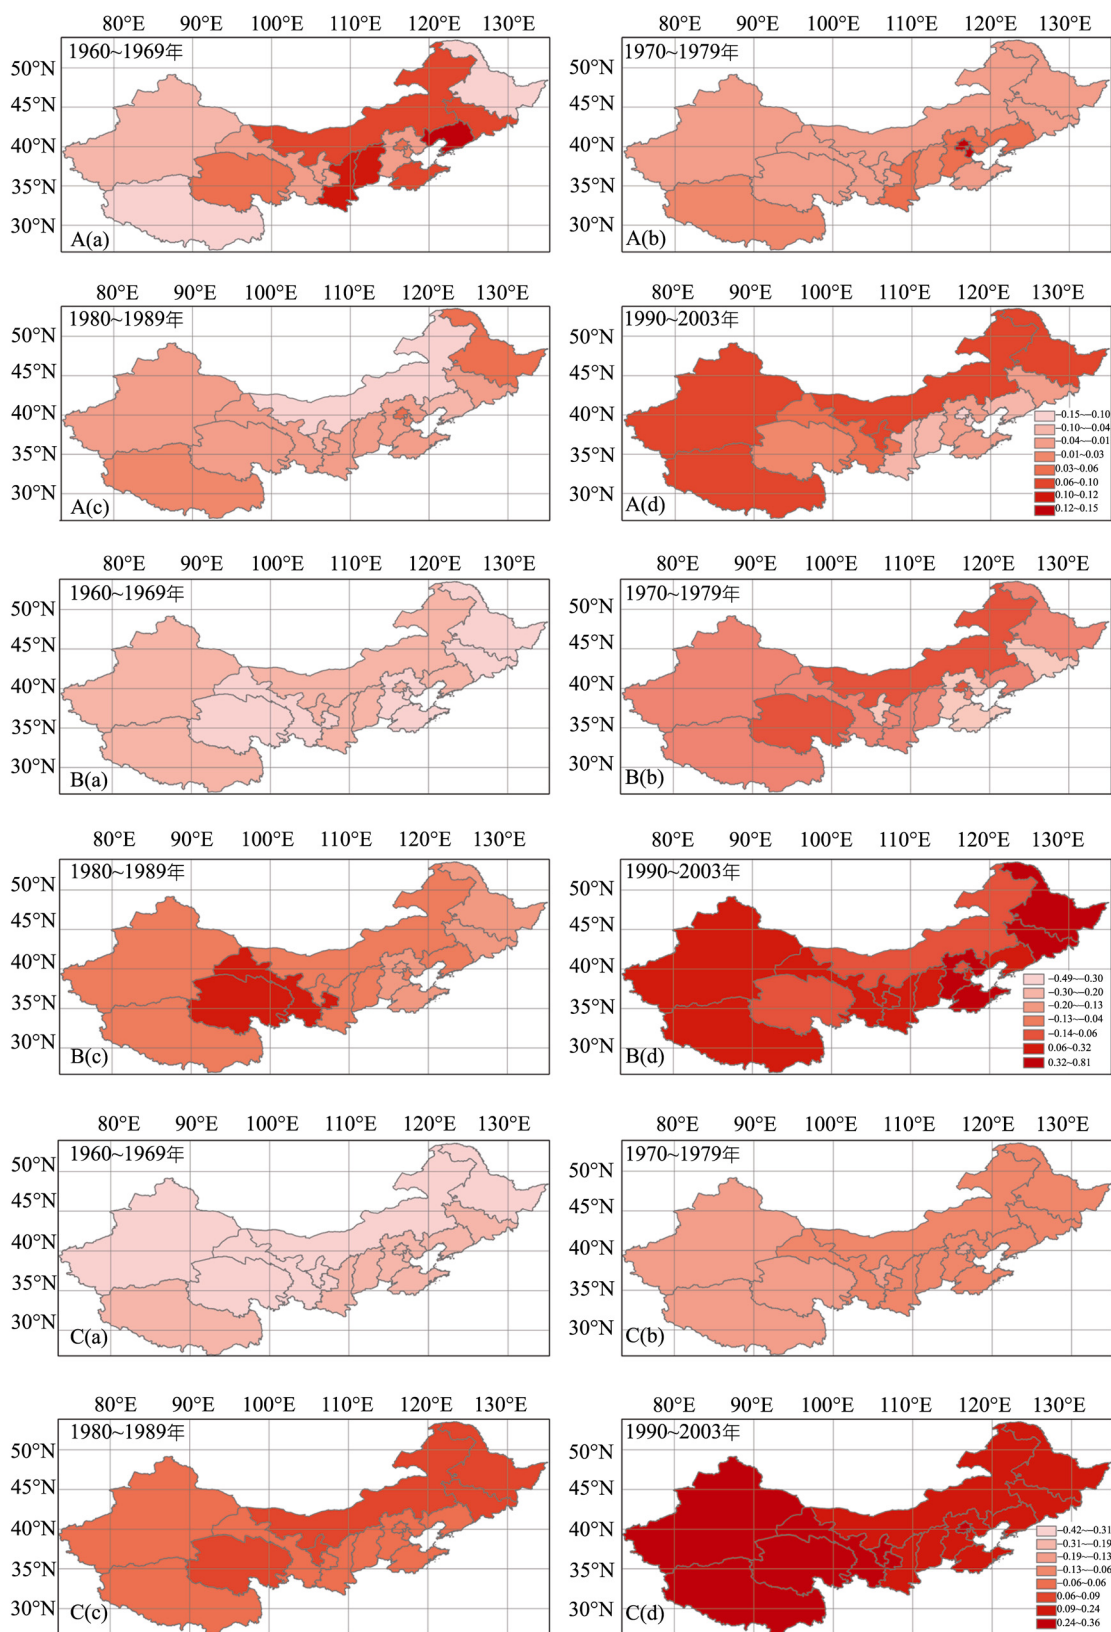 80°E 90°E 100°E 110°E 120°E 130°E
80°E 90°E 100°E 110°E 120°E 130°E
1960~1969年
50°N
45°N
40°N
35°N
30°N
A(a)
1970~1979年
50°N
45°N
40°N
35°N
30°N
A(b)
80°E 90°E 100°E 110°E 120°E 130°E
80°E 90°E 100°E 110°E 120°E 130°E
1980~1989年
50°N
45°N
40°N
35°N
30°N
A(c)
1990~2003年
50°N
45°N
40°N
35°N
30°N
A(d)
−0.15~−0.10
−0.10~−0.04
−0.04~−0.01
−0.01~0.03
0.03~0.06
0.06~0.10
0.10~0.12
0.12~0.15
80°E 90°E 100°E 110°E 120°E 130°E
80°E 90°E 100°E 110°E 120°E 130°E
1960~1969年
50°N
45°N
40°N
35°N
30°N
B(a)
1970~1979年
50°N
45°N
40°N
35°N
30°N
B(b)
80°E 90°E 100°E 110°E 120°E 130°E
80°E 90°E 100°E 110°E 120°E 130°E
1980~1989年
50°N
45°N
40°N
35°N
30°N
B(c)
1990~2003年
50°N
45°N
40°N
35°N
30°N
B(d)
−0.49~−0.30
−0.30~−0.20
−0.20~−0.13
−0.13~−0.04
−0.14~0.06
0.06~0.32
0.32~0.81
80°E 90°E 100°E 110°E 120°E 130°E
80°E 90°E 100°E 110°E 120°E 130°E
1960~1969年
50°N
45°N
40°N
35°N
30°N
C(a)
1970~1979年
50°N
45°N
40°N
35°N
30°N
C(b)
80°E 90°E 100°E 110°E 120°E 130°E
80°E 90°E 100°E 110°E 120°E 130°E
1980~1989年
50°N
45°N
40°N
35°N
30°N
C(c)
1990~2003年
50°N
45°N
40°N
35°N
30°N
C(d)
−0.42~−0.31
−0.31~−0.19
−0.19~−0.13
−0.13~−0.06
−0.06~0.06
0.06~0.09
0.09~0.24
0.24~0.36